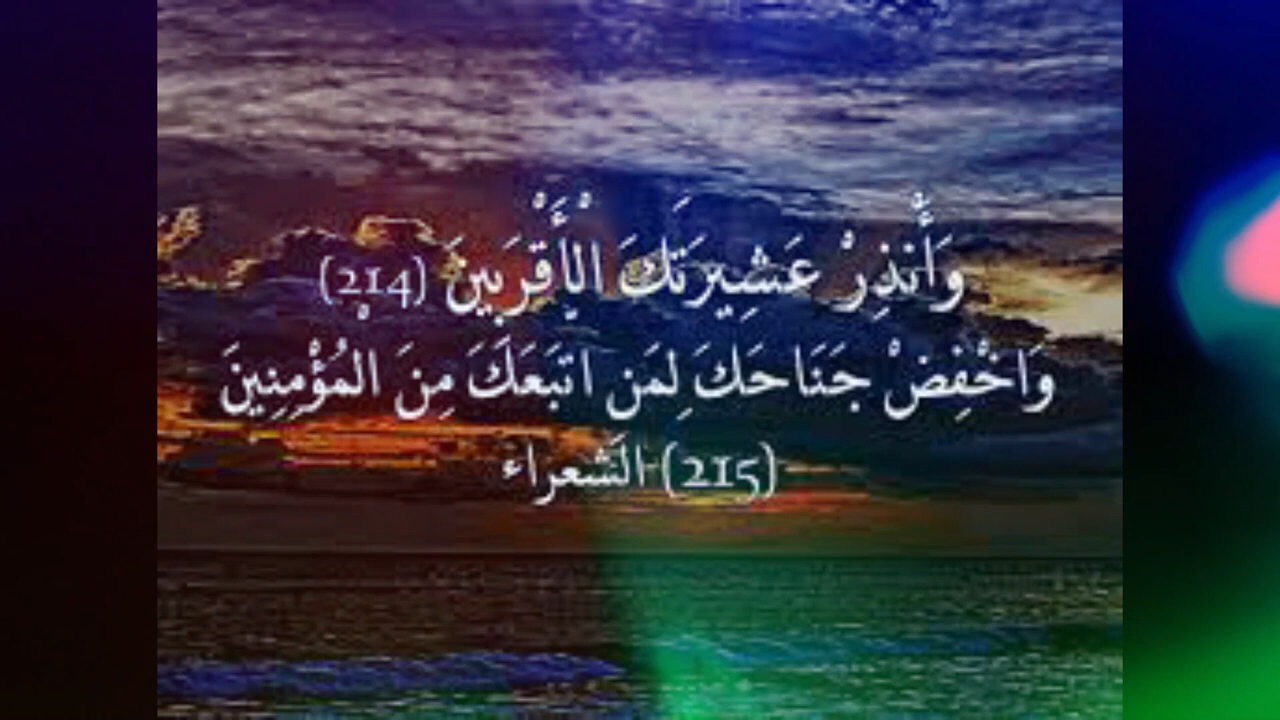 وَأَنذِرْ عَشِيرَتَكَ الْأَقْرَبِينَ (214)
وَاخْفِضْ جَنَاحَكَ لِمَن اتَّبَعَكَ مِنَ الْمُؤْمِنِينَ
(215) الشعراء